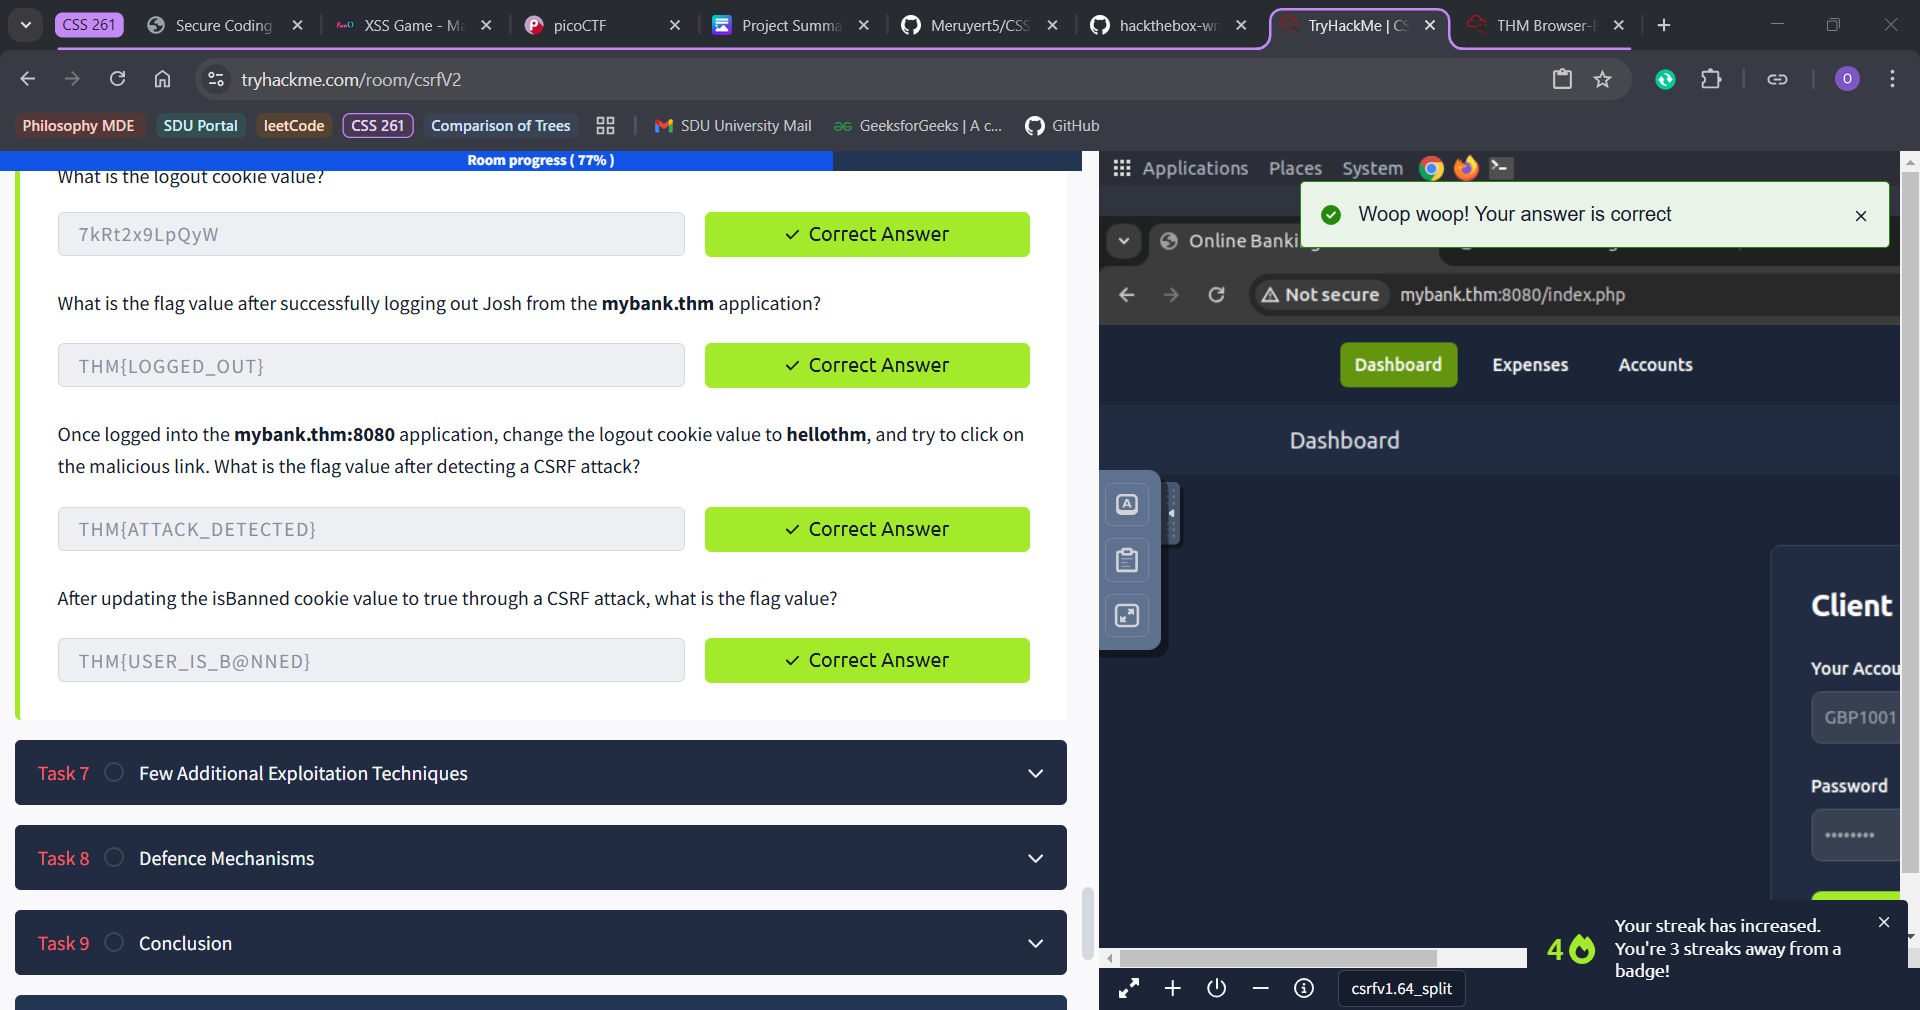 CSS 261
Secure Coding
XSS Game - Ma
picoCTF
Project Summa
Meruyert5/CSS
hackthebox-wr
TryHackMe | CS
THM Browser-
tryhackme.com/room/csrfV2
O
Philosophy MDE
SDU Portal
leetCode
CSS 261
Comparison of Trees
SDU University Mail
GeeksforGeeks | A c...
GitHub
Room progress ( 77% )
What is the logout cookie value?
7kRt2x9LpQyW
Correct Answer
What is the flag value after successfully logging out Josh from the mybank.thm application?
THM{LOGGED_OUT}
Correct Answer
Once logged into the mybank.thm:8080 application, change the logout cookie value to hellothm, and try to click on
the malicious link. What is the flag value after detecting a CSRF attack?
THM{ATTACK_DETECTED}
Correct Answer
After updating the isBanned cookie value to true through a CSRF attack, what is the flag value?
THM{USER_IS_B@NNED}
Correct Answer
Task 7
Few Additional Exploitation Techniques
Task 8
Defence Mechanisms
Task 9
Conclusion
Applications
Places
System
Woop woop! Your answer is correct
Online Banking
Not secure
mybank.thm:8080/index.php
Dashboard
Expenses
Accounts
Dashboard
A
Client
Your Accou
GBP1001
Password
4
Your streak has increased.
You're 3 streaks away from a
badge!
csrfv1.64_split